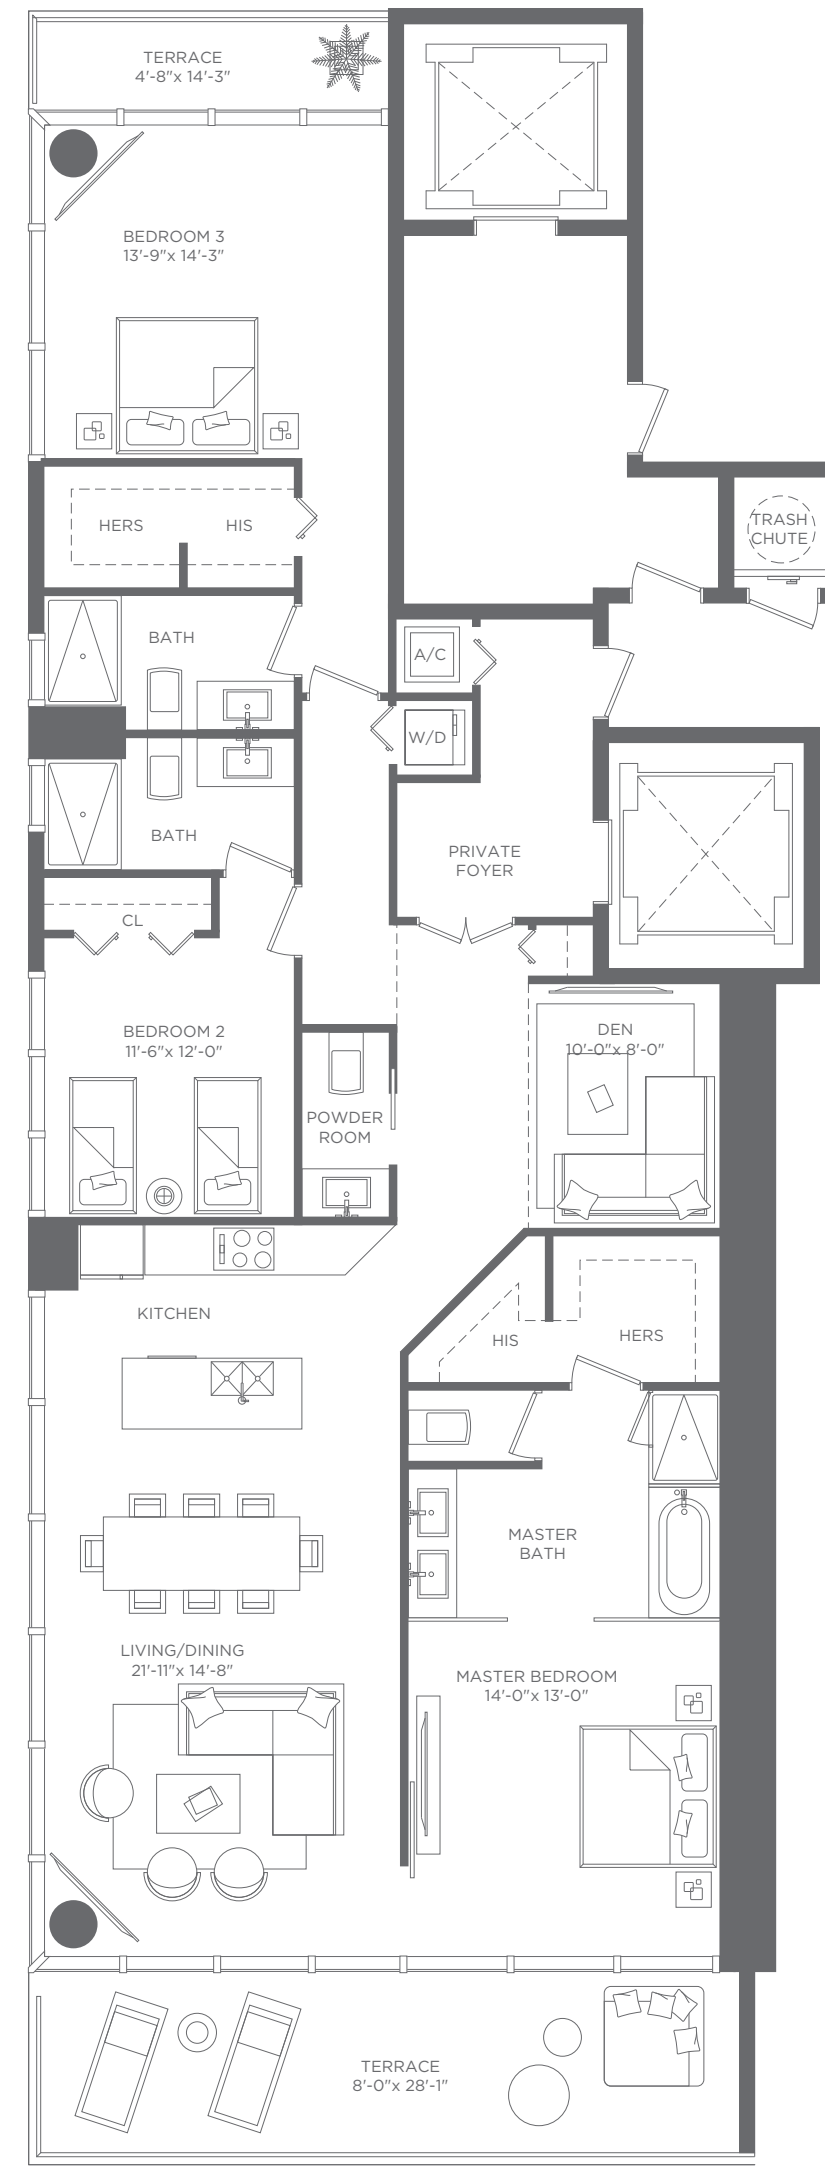 TERRACE
4'-8"x 14'-3"
BEDROOM 3
13'-9"x 14'-3"
HERS
HIS
TRASH
CHUTE
BATH
A/C
W/D
BATH
PRIVATE
FOYER
CL
BEDROOM 2
11'-6"x 12'-0"
DEN
10'-0"x 8'-0"
POWDER
ROOM
KITCHEN
HIS
HERS
MASTER
BATH
LIVING/DINING
21'-11"x 14'-8"
MASTER BEDROOM
14'-0"x 13'-0"
TERRACE
8'-0"x 28'-1"